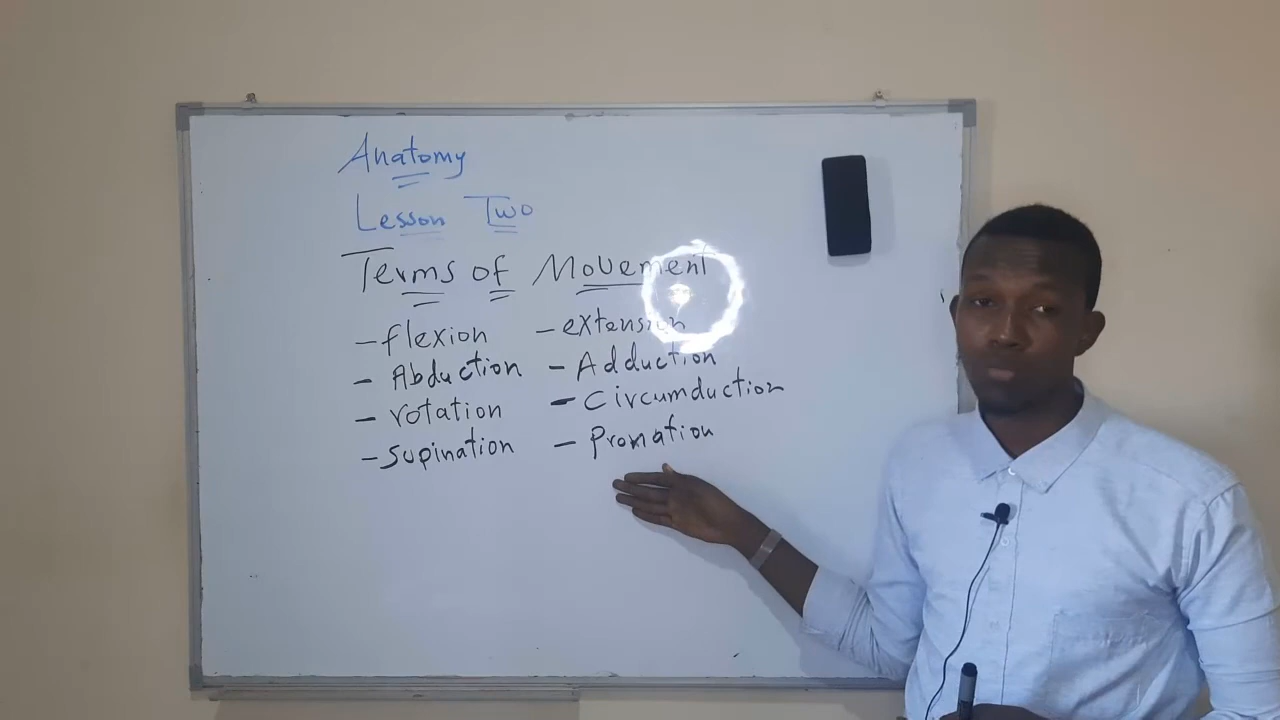 Anatomy
Lesson Two
Terms of Movement
- flexion - extension
- Abduction - Adduction
- rotation - Circumduction
- Supination - Pronation